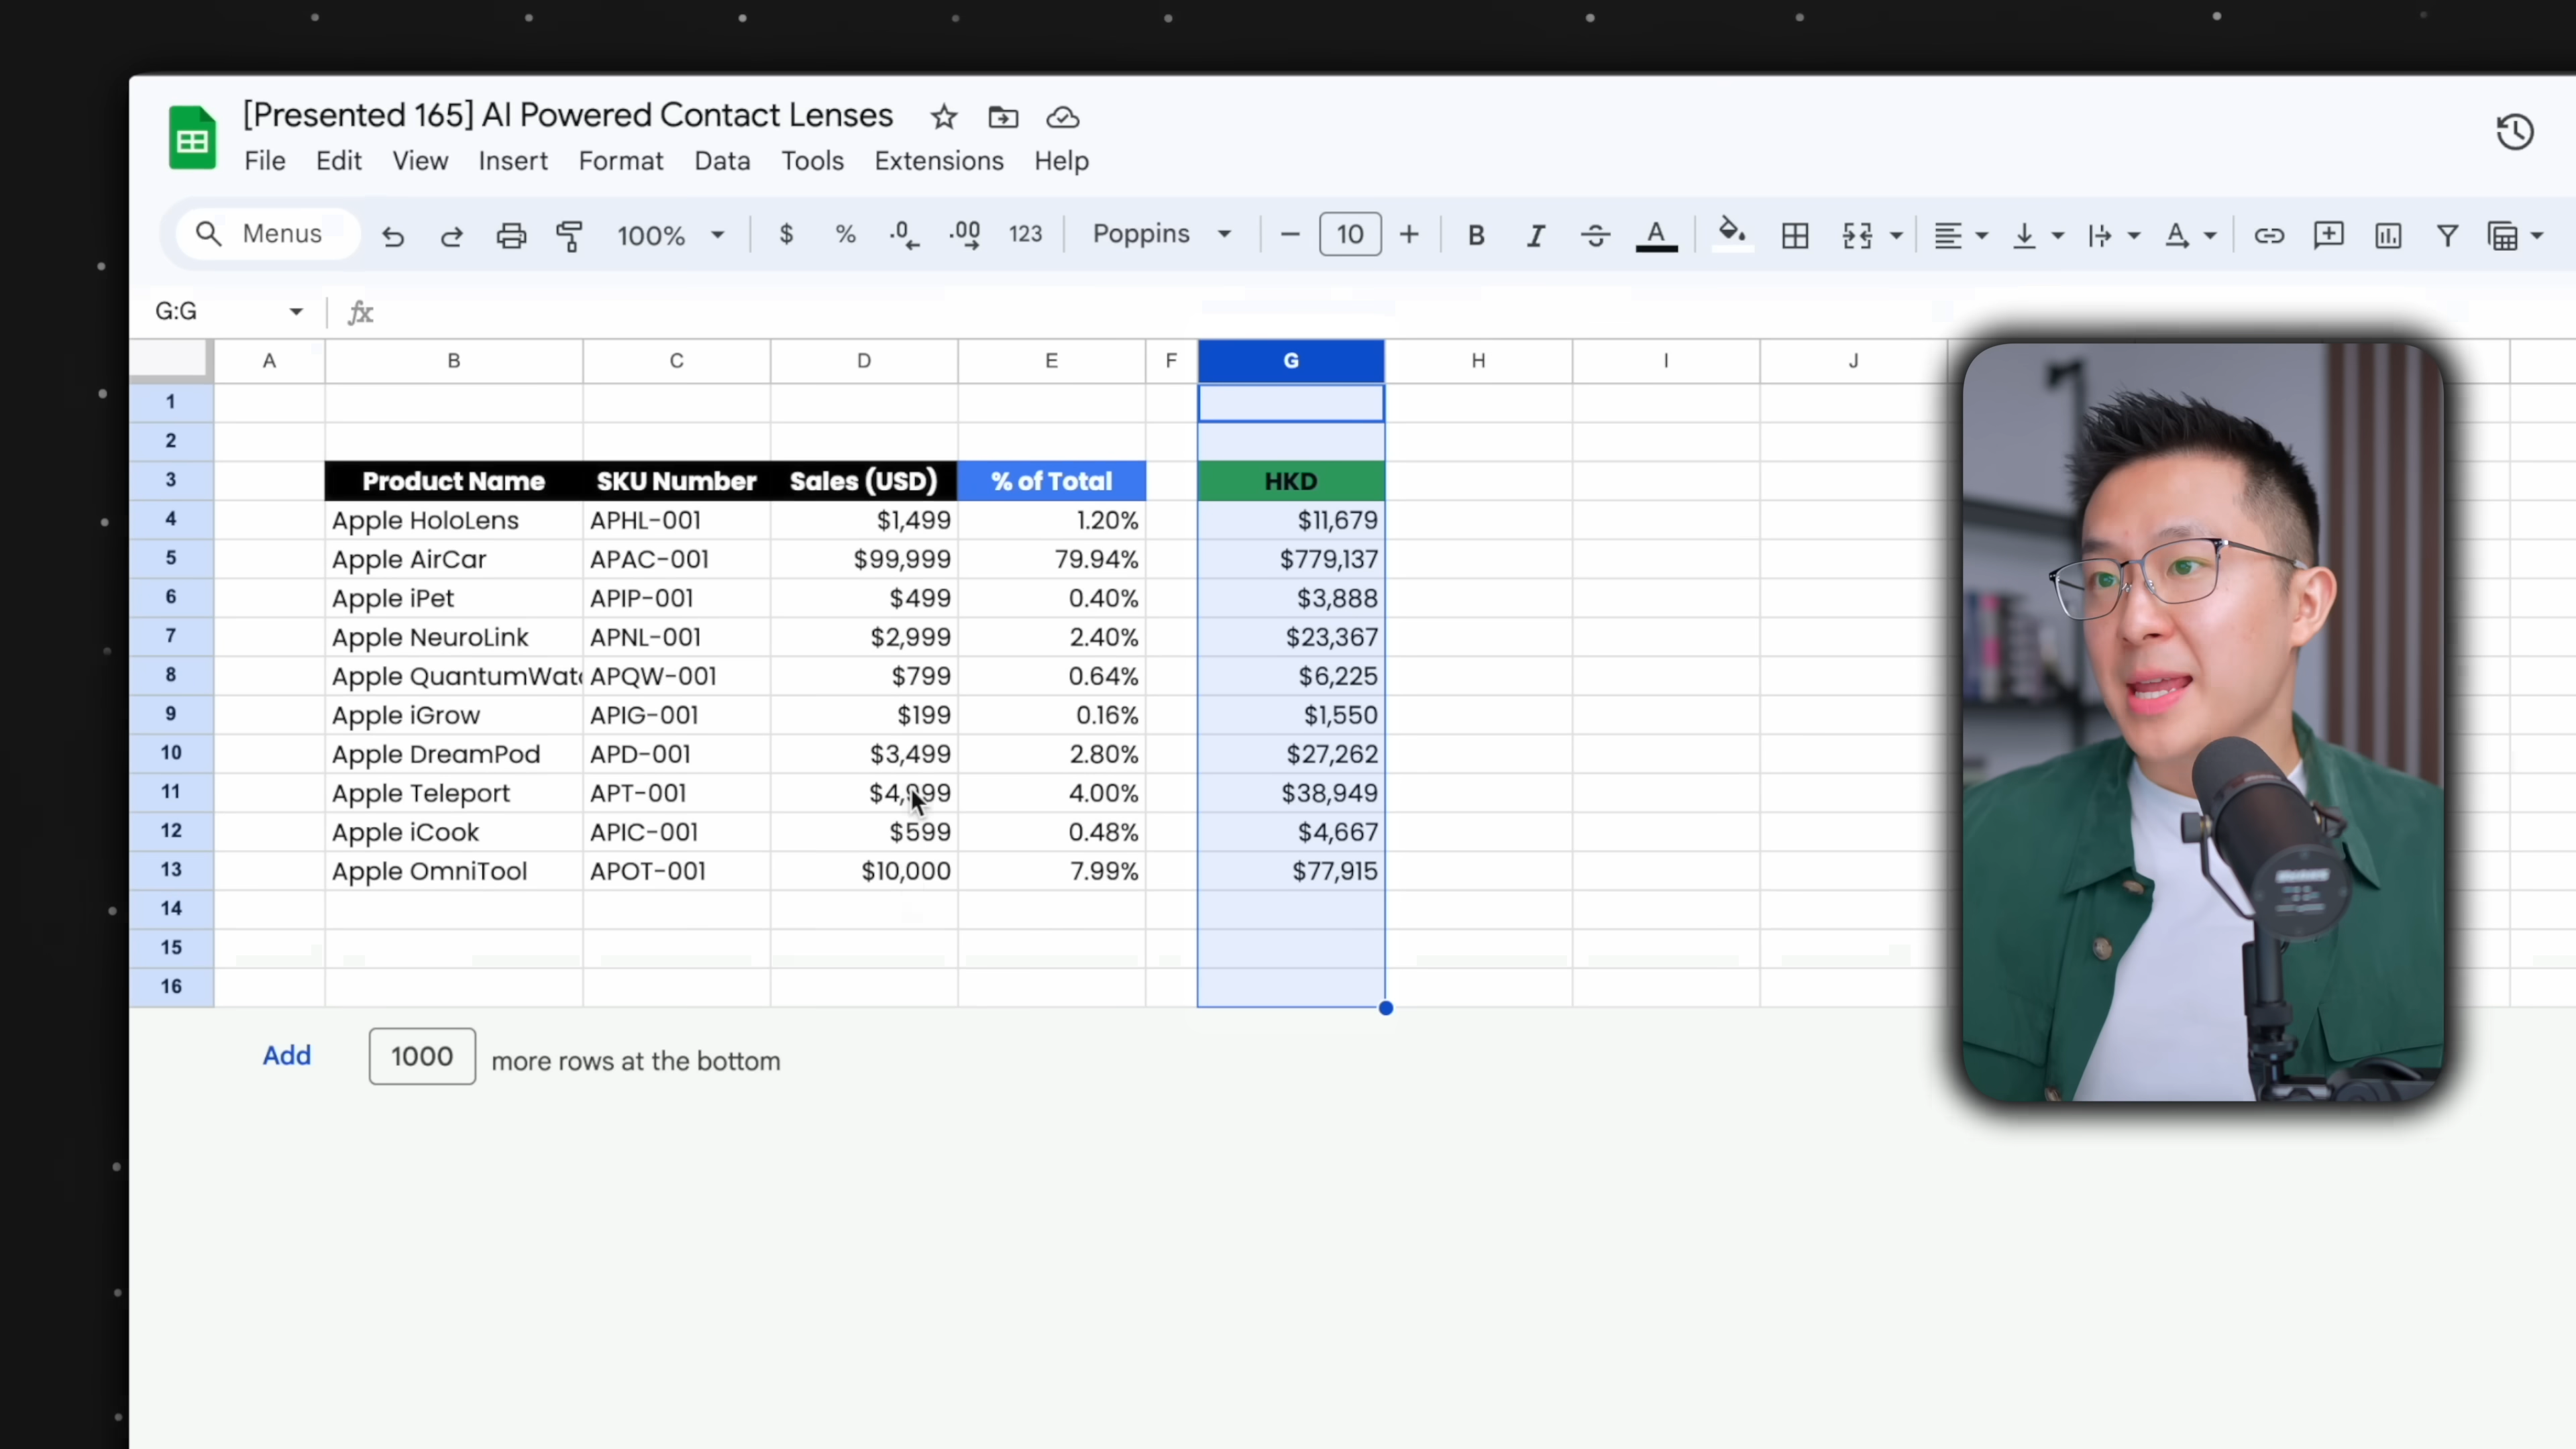 [Presented 165] AI Powered Contact Lenses
File Edit View Insert Format Data Tools Extensions Help
Menus 100% $ % .0 .00 123 Poppins 10 B I A A
G:G fx
A B C D E F G H I J
1
2
3 Product Name SKU Number Sales (USD) % of Total HKD
4 Apple HoloLens APHL-001 $1,499 1.20% $11,679
5 Apple AirCar APAC-001 $99,999 79.94% $779,137
6 Apple iPet APIP-001 $499 0.40% $3,888
7 Apple NeuroLink APNL-001 $2,999 2.40% $23,367
8 Apple QuantumWatc APQW-001 $799 0.64% $6,225
9 Apple iGrow APIG-001 $199 0.16% $1,550
10 Apple DreamPod APD-001 $3,499 2.80% $27,262
11 Apple Teleport APT-001 $4,999 4.00% $38,949
12 Apple iCook APIC-001 $599 0.48% $4,667
13 Apple OmniTool APOT-001 $10,000 7.99% $77,915
14
15
16
Add 1000 more rows at the bottom